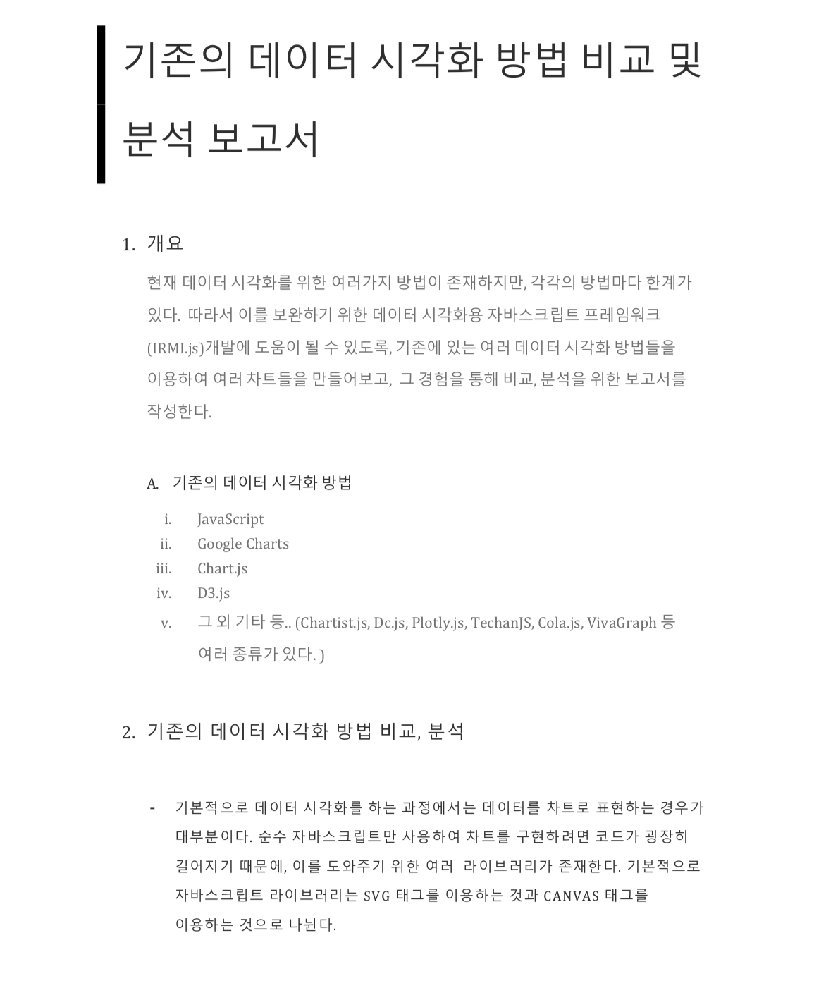 기존의 데이터 시각화 방법 비교 및
분석 보고서
1. 개요
현재 데이터 시각화를 위한 여러가지 방법이 존재하지만, 각각의 방법마다 한계가
있다. 따라서 이를 보완하기 위한 데이터 시각화용 자바스크립트 프레임워크
(IRMI.js)개발에 도움이 될 수 있도록, 기존에 있는 여러 데이터 시각화 방법들을
이용하여 여러 차트들을 만들어보고, 그 경험을 통해 비교, 분석을 위한 보고서를
작성한다.
A. 기존의 데이터 시각화 방법
i. JavaScript
ii. Google Charts
iii. Chart.js
iv. D3.js
v. 그 외 기타 등.. (Chartist.js, Dc.js, Plotly.js, TechanJS, Cola.js, VivaGraph 등
여러 종류가 있다. )
2. 기존의 데이터 시각화 방법 비교, 분석
- 기본적으로 데이터 시각화를 하는 과정에서는 데이터를 차트로 표현하는 경우가
대부분이다. 순수 자바스크립트만 사용하여 차트를 구현하려면 코드가 굉장히
길어지기 때문에, 이를 도와주기 위한 여러 라이브러리가 존재한다. 기본적으로
자바스크립트 라이브러리는 SVG 태그를 이용하는 것과 CANVAS 태그를
이용하는 것으로 나뉜다.